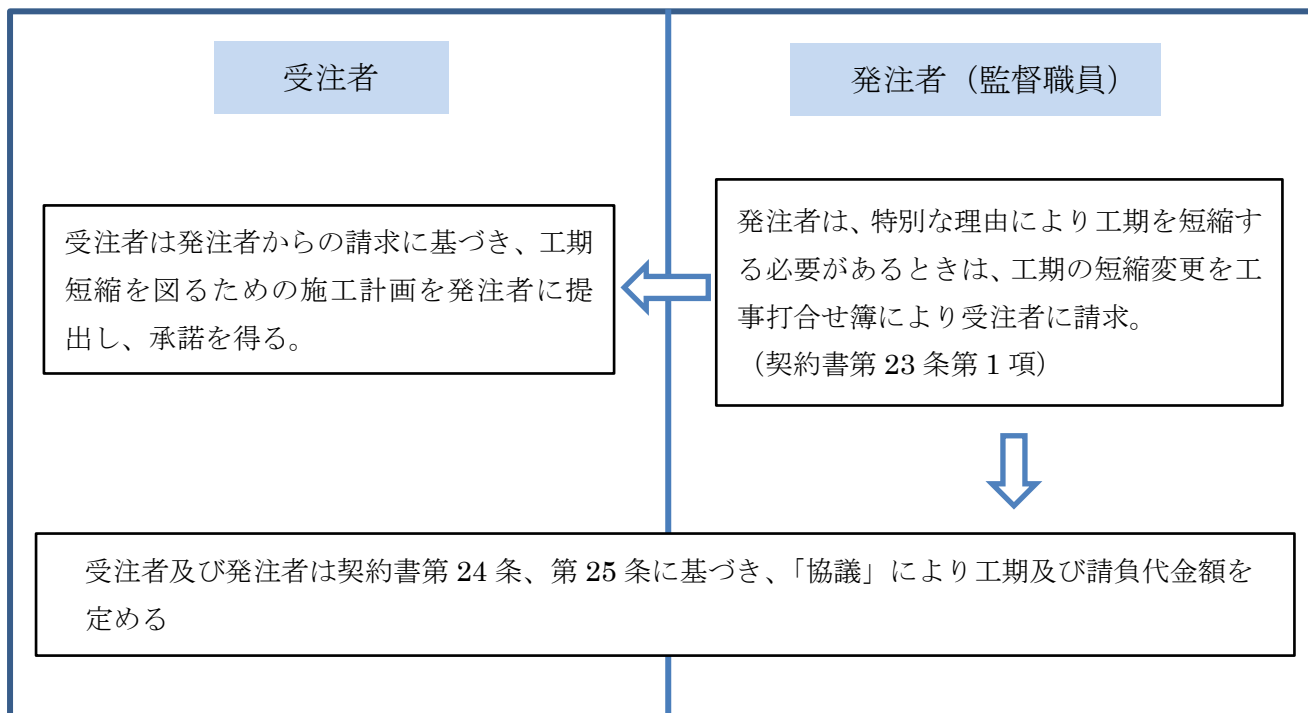 受注者
発注者（監督職員）
受注者は発注者からの請求に基づき、工期
短縮を図るための施工計画を発注者に提
出し、承諾を得る。
発注者は、特別な理由により工期を短縮す
る必要があるときは、工期の短縮変更を工
事打合せ簿により受注者に請求。
（契約書第 23 条第 1 項）
受注者及び発注者は契約書第 24 条、第 25 条に基づき、「協議」により工期及び請負代金額を
定める